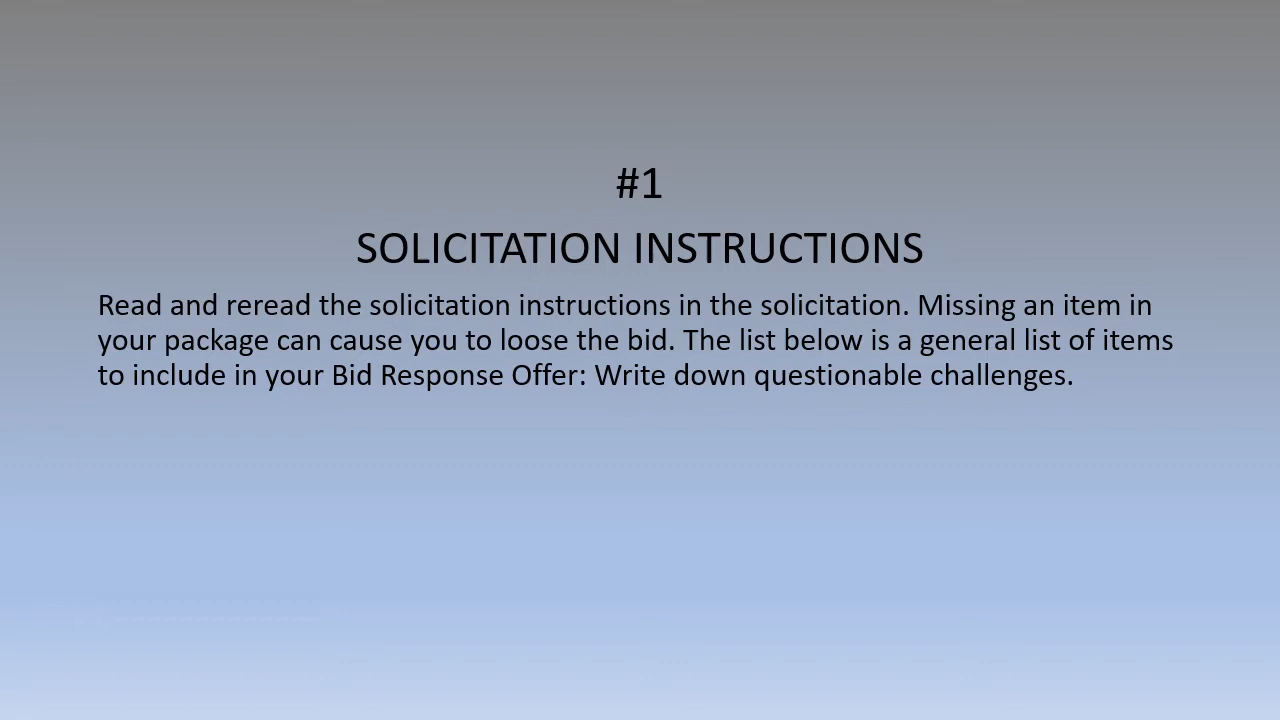 #1
SOLICITATION INSTRUCTIONS
Read and reread the solicitation instructions in the solicitation. Missing an item in
your package can cause you to loose the bid. The list below is a general list of items
to include in your Bid Response Offer: Write down questionable challenges.